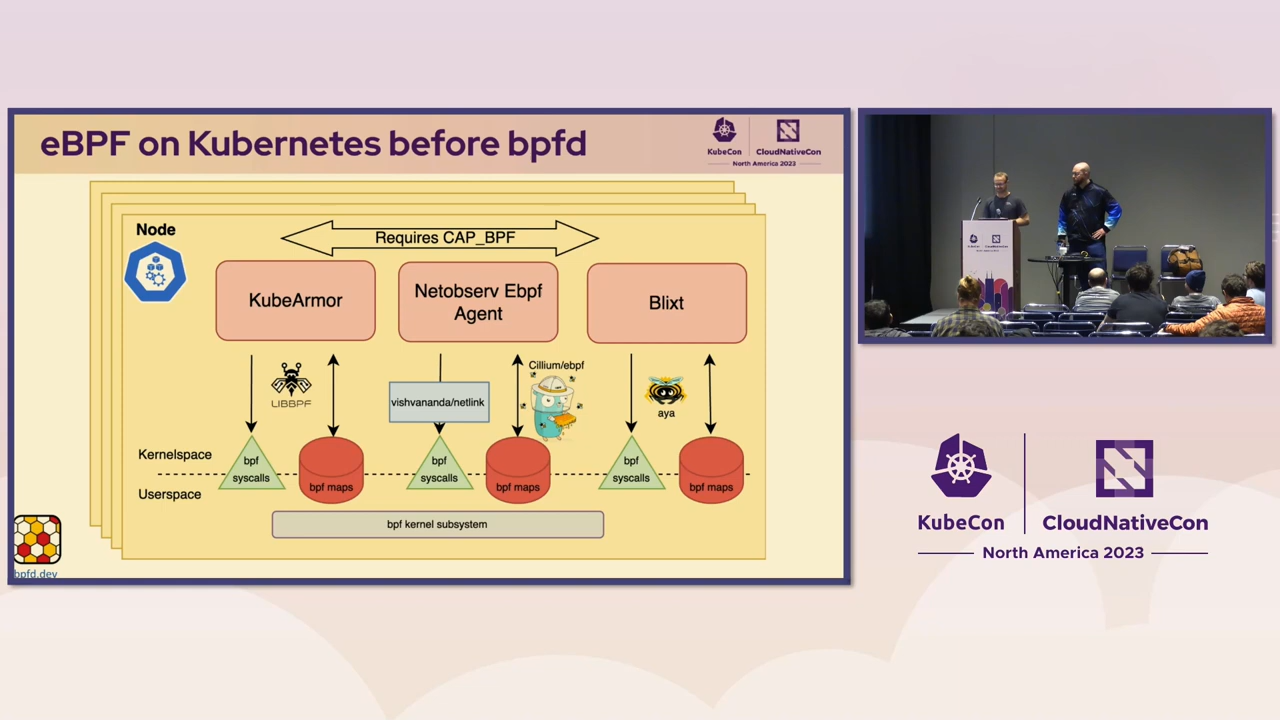 eBPF on Kubernetes before bpfd
KubeCon
CloudNativeCon
North America 2023
Node
Requires CAP_BPF
KubeArmor
Netobserv Ebpf
Agent
Blixt
LIBBPF
vishvananda/netlink
Cillium/ebpf
aya
Kernelspace
Userspace
bpf
syscalls
bpf maps
bpf
syscalls
bpf maps
bpf
syscalls
bpf maps
bpf kernel subsystem
bpfd.dev
KubeCon
CloudNativeCon
North America 2023